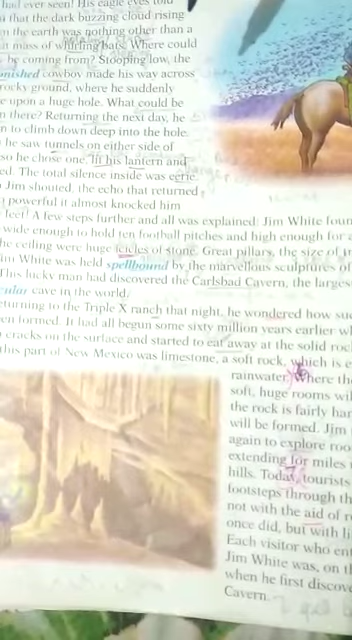 had ever seen! His eagle eyes told
that the dark buzzing cloud rising
the earth was nothing other than a
mass of whirling bats. Where could
be coming from? Stooping low, the
onished cowboy made his way across
rocky ground, where he suddenly
e upon a huge hole. What could be
n there? Returning the next day, he
n to climb down deep into the hole.
he saw tunnels on either side of
so he chose one, lit his lantern and
ed. The total silence inside was eerie.
Jim shouted, the echo that returned
powerful it almost knocked him
feet! A few steps further and all was explained: Jim White foun
wide enough to hold ten football pitches and high enough for a
he ceiling were huge icicles of stone. Great pillars, the size of tr
im White was held spellbound by the marvellous sculptures of
This lucky man had discovered the Carlsbad Cavern, the larges
cular cave in the world.
eturning to the Triple X ranch that night, he wondered how suc
en formed. It had all begun some sixty million years earlier wh
cracks on the surface and started to eat away at the solid roc
this part of New Mexico was limestone, a soft rock, which is e
rainwater. Where the
soft, huge rooms wil
the rock is fairly har
will be formed. Jim
again to explore roo
extending for miles
hills. Today, tourists
footsteps through th
not with the aid of r
once did, but with li
Each visitor who ent
Jim White was, on th
when he first discove
Cavern.